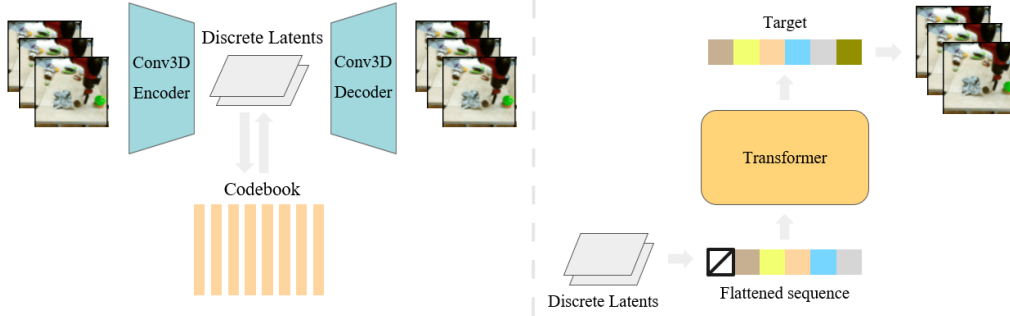 Discrete Latents
Conv3D
Encoder
Conv3D
Decoder
Codebook
Target
Transformer
Discrete Latents
Flattened sequence